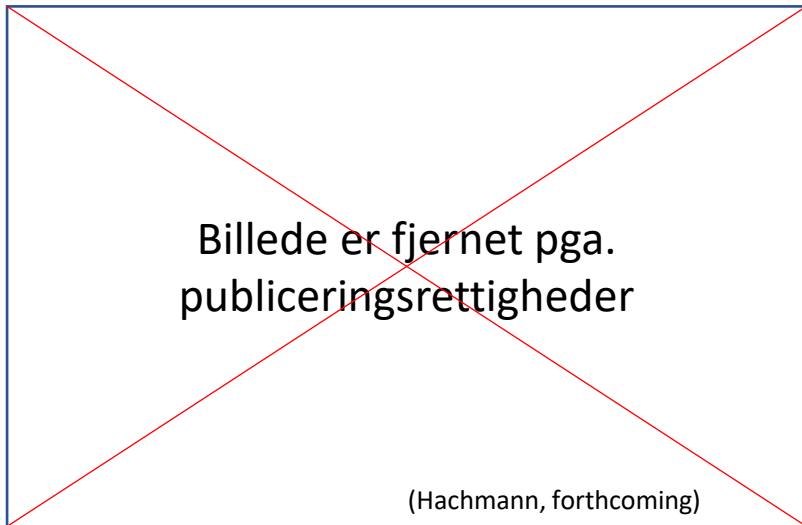 Billede er fjernet pga.
publiceringsrettigheder
(Hachmann, forthcoming)